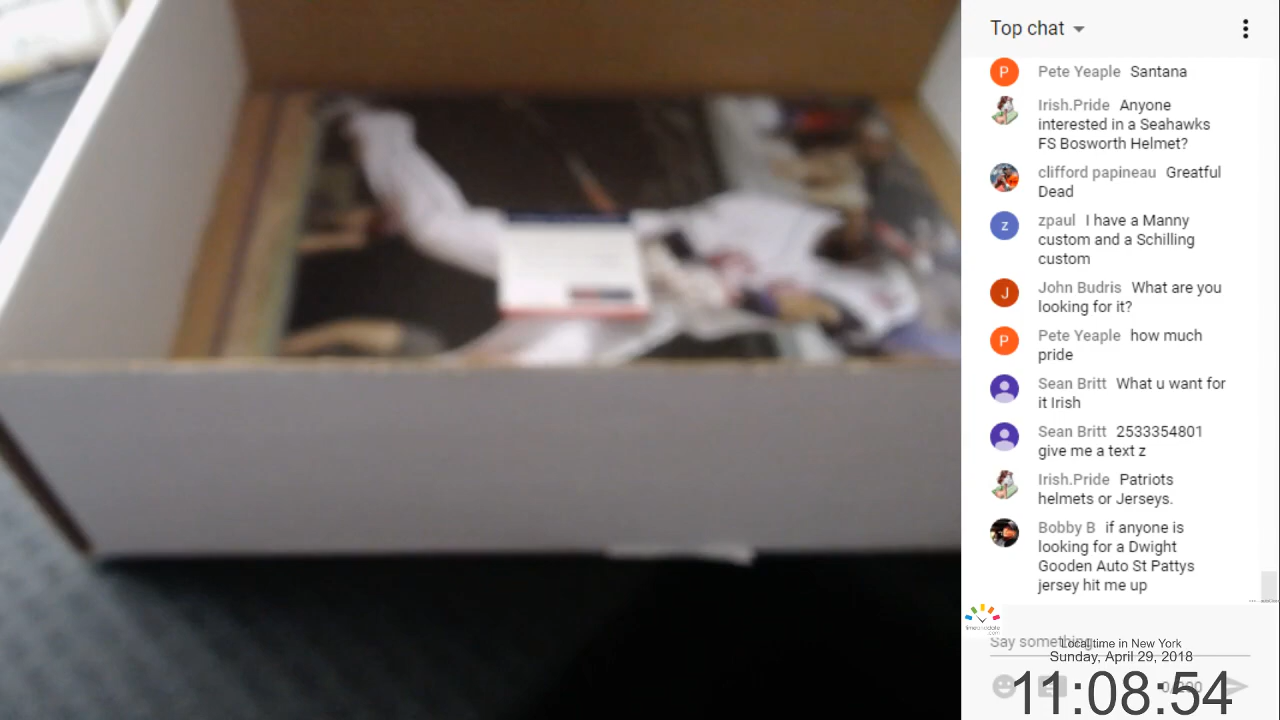 Top chat
Pete Yeaple Santana
Irish.Pride Anyone
interested in a Seahawks
FS Bosworth Helmet?
clifford papineau Greatful
Dead
z
zpaul I have a Manny
custom and a Schilling
custom
J
John Budris What are you
looking for it?
P
Pete Yeaple how much
pride
Sean Britt What u want for
it Irish
Sean Britt 2533354801
give me a text z
Irish.Pride Patriots
helmets or Jerseys.
Bobby B if anyone is
looking for a Dwight
Gooden Auto St Pattys
jersey hit me up
Say something...
Local time in New York
Sunday, April 29, 2018
11:08:54